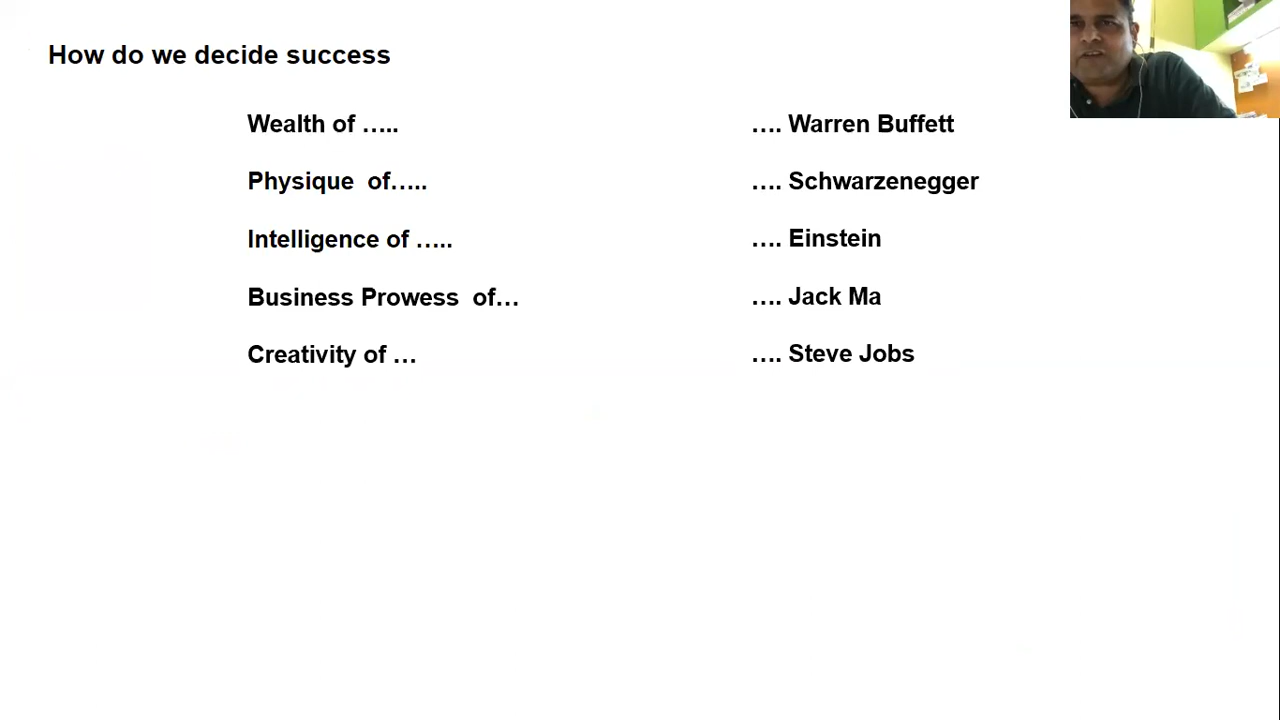 How do we decide success
Wealth of ….. …. Warren Buffett
Physique  of….. …. Schwarzenegger
Intelligence of ….. …. Einstein
Business Prowess  of… …. Jack Ma
Creativity of … …. Steve Jobs